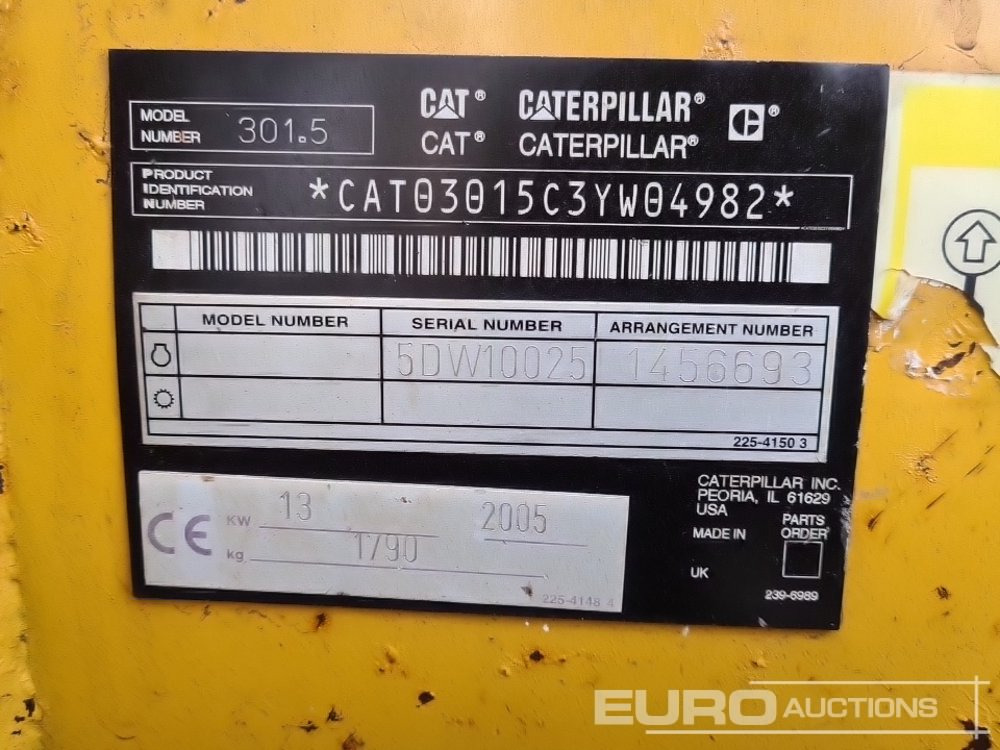 MODEL NUMBER 301.5
CAT® CATERPILLAR® ®
CAT® CATERPILLAR®
PRODUCT IDENTIFICATION NUMBER *CAT03015C3YW04982*
MODEL NUMBER SERIAL NUMBER ARRANGEMENT NUMBER
5DW10025 1456693
225-4150 3
CE KW 13 2005
kg 1790
225-4148 4
CATERPILLAR INC.
PEORIA, IL 61629
USA
MADE IN
UK
PARTS
ORDER
239-6989
EURO AUCTIONS